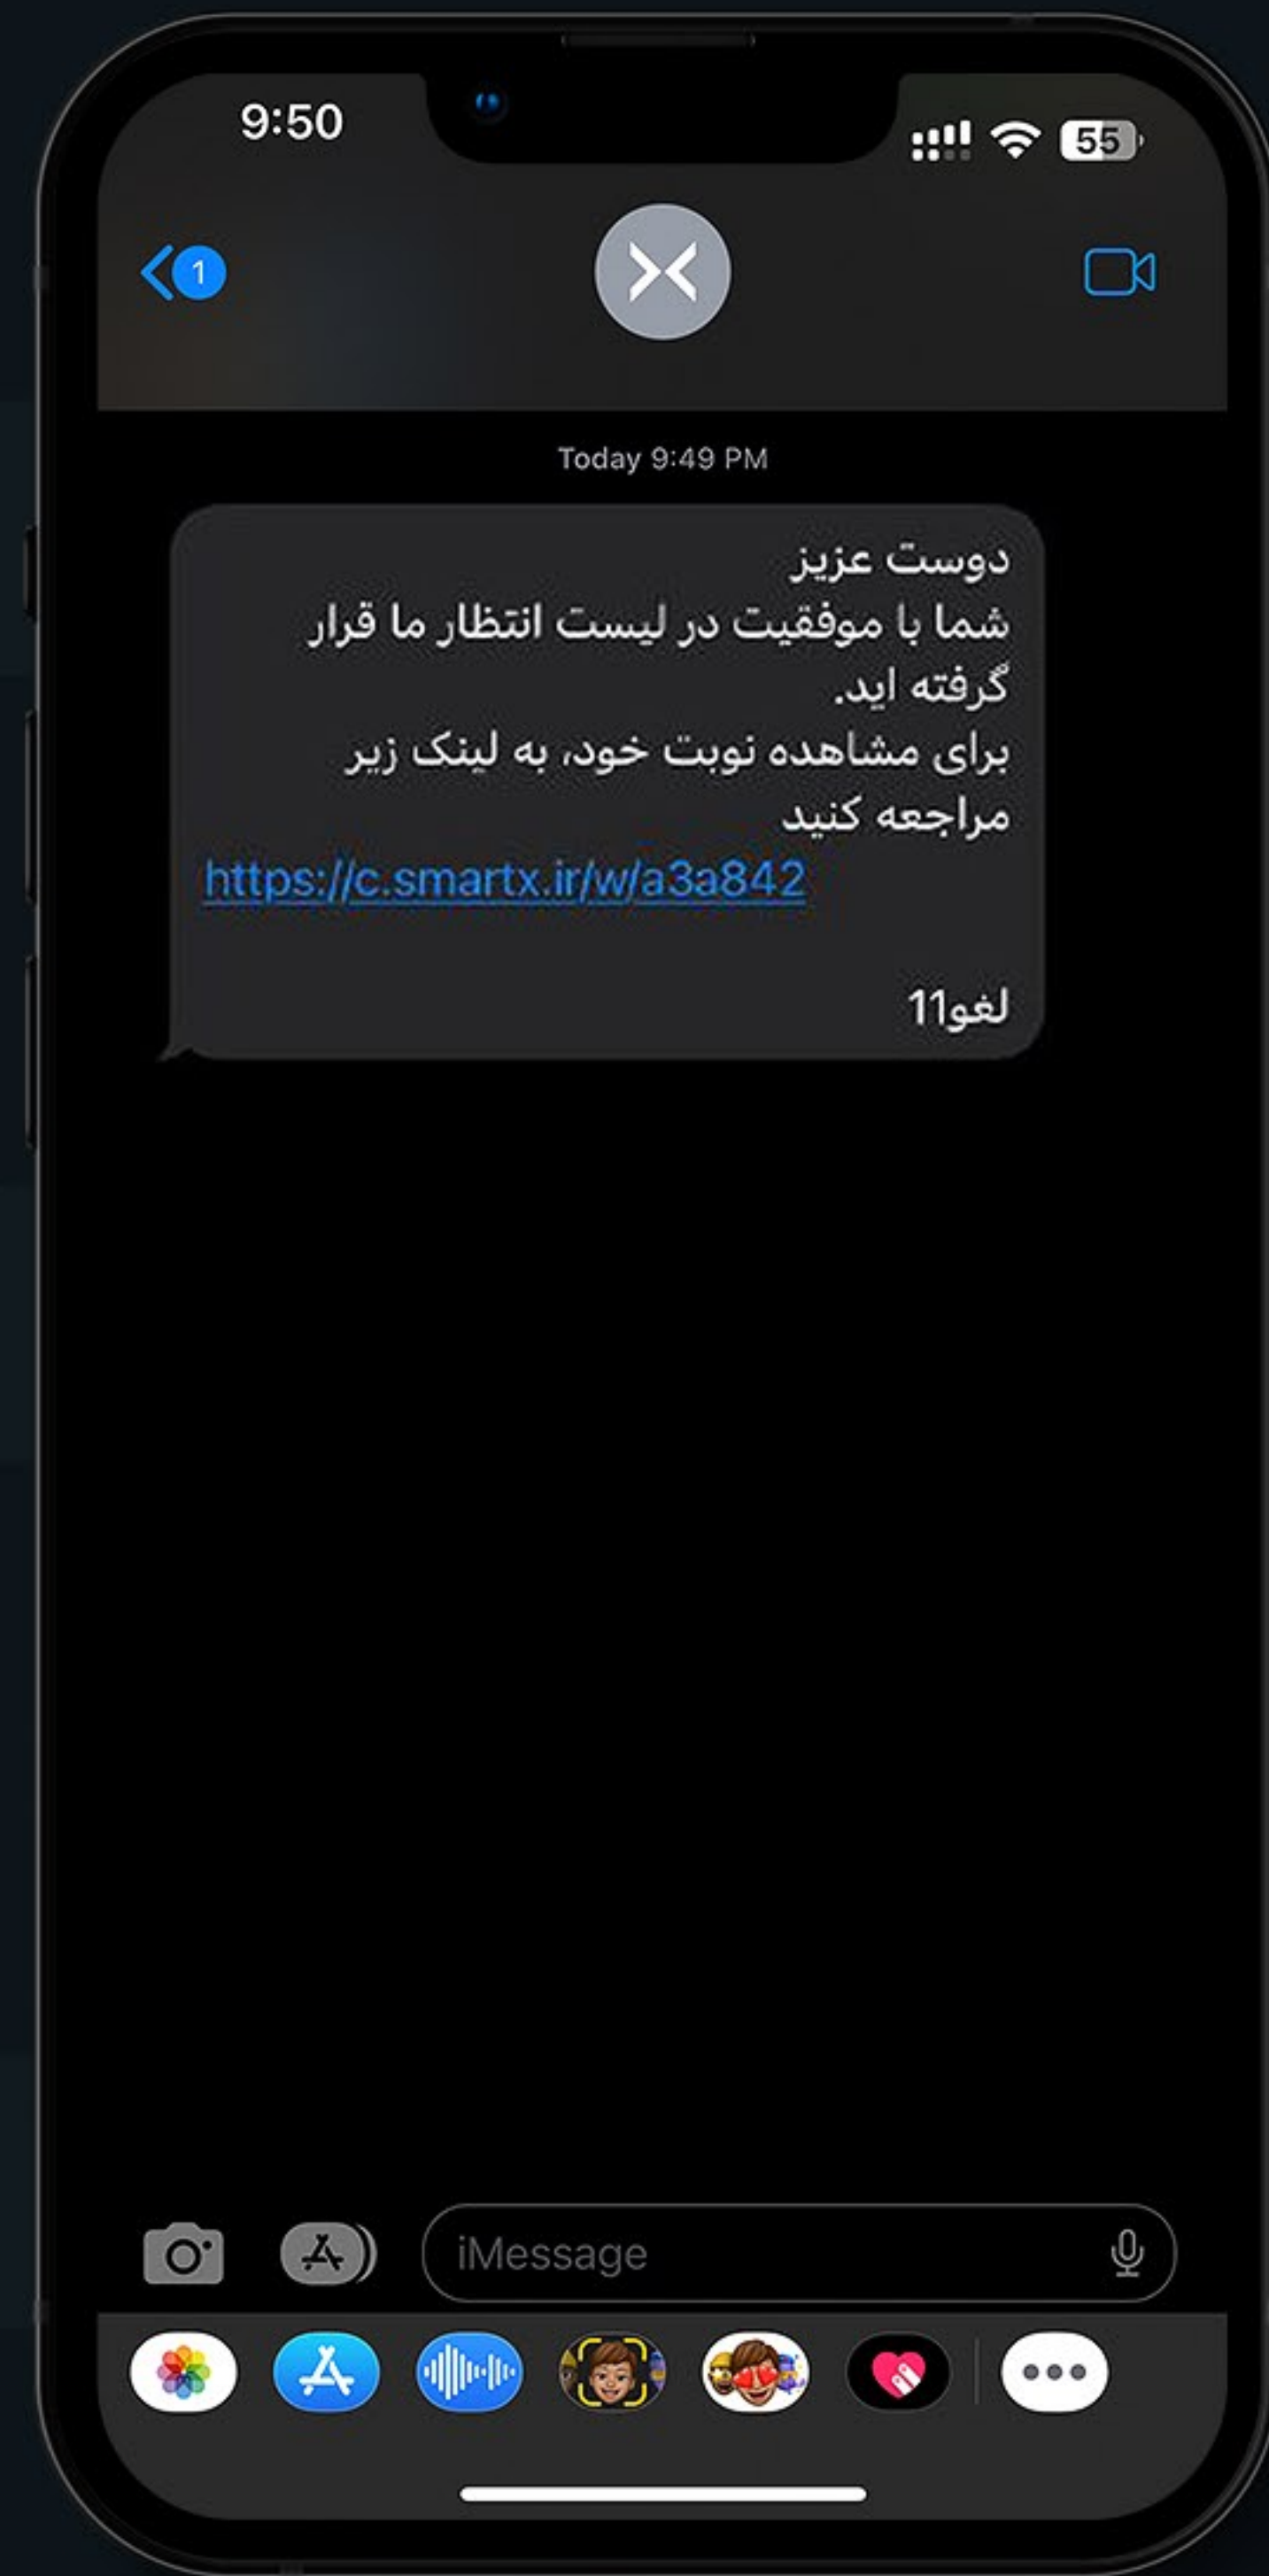 9:50
55
1
Today 9:49 PM
دوست عزیز
شما با موفقیت در لیست انتظار ما قرار
گرفته اید.
برای مشاهده نوبت خود، به لینک زیر
مراجعه کنید
https://c.smartx.ir/w/a3a842
لغو11
iMessage